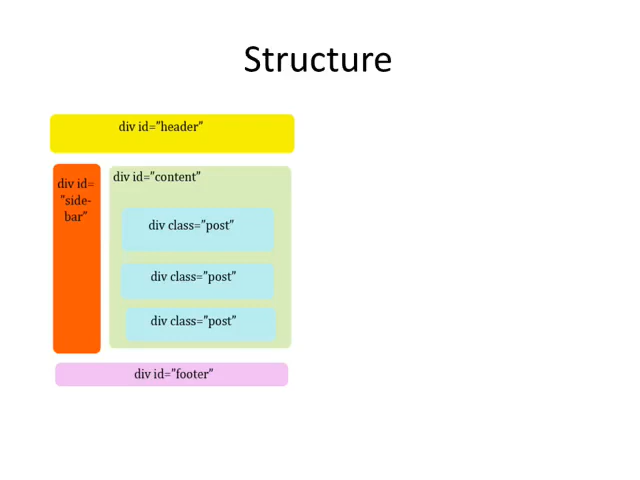 Structure
div id=”header”
div id=
”side-
bar”
div id=”content”
div class=”post”
div class=”post”
div class=”post”
div id=”footer”